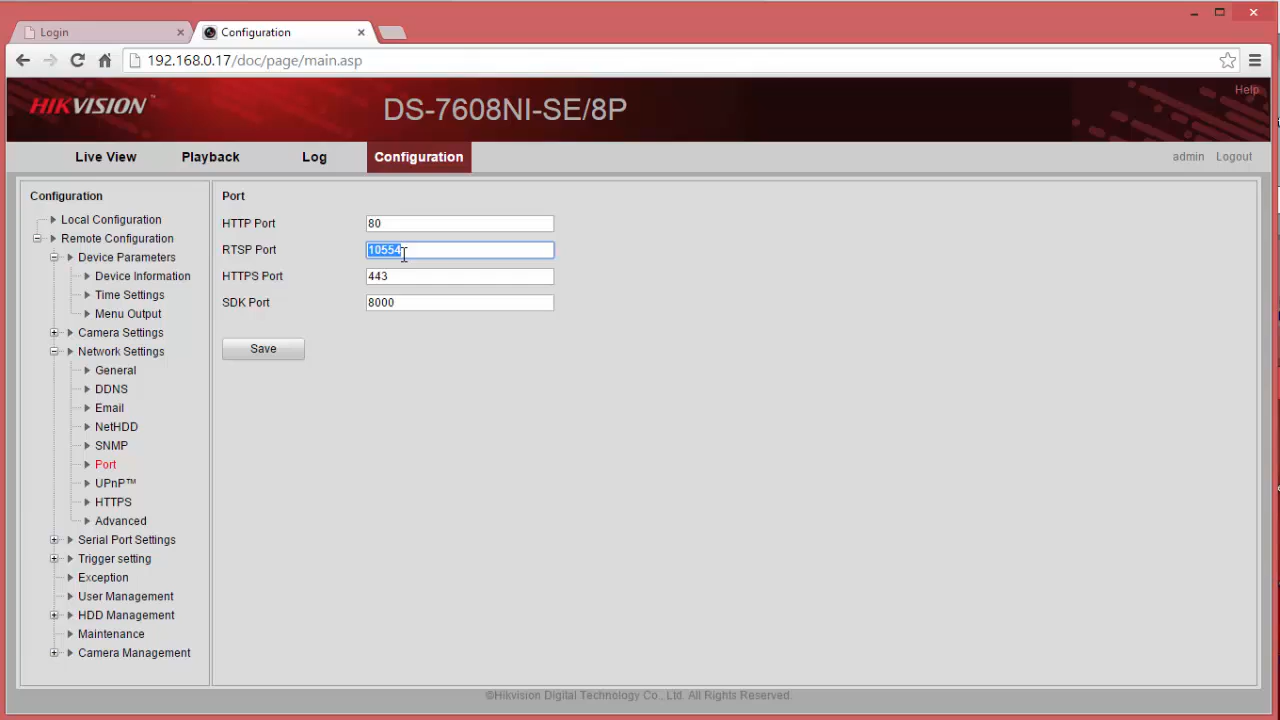 Login
Configuration
192.168.0.17/doc/page/main.asp
HIKVISION
DS-7608NI-SE/8P
Help
Live View
Playback
Log
Configuration
admin
Logout
Configuration
Local Configuration
Remote Configuration
Device Parameters
Device Information
Time Settings
Menu Output
Camera Settings
Network Settings
General
DDNS
Email
NetHDD
SNMP
Port
UPnP™
HTTPS
Advanced
Serial Port Settings
Trigger setting
Exception
User Management
HDD Management
Maintenance
Camera Management
Port
HTTP Port 80
RTSP Port 10554
HTTPS Port 443
SDK Port 8000
Save
©Hikvision Digital Technology Co., Ltd. All Rights Reserved.